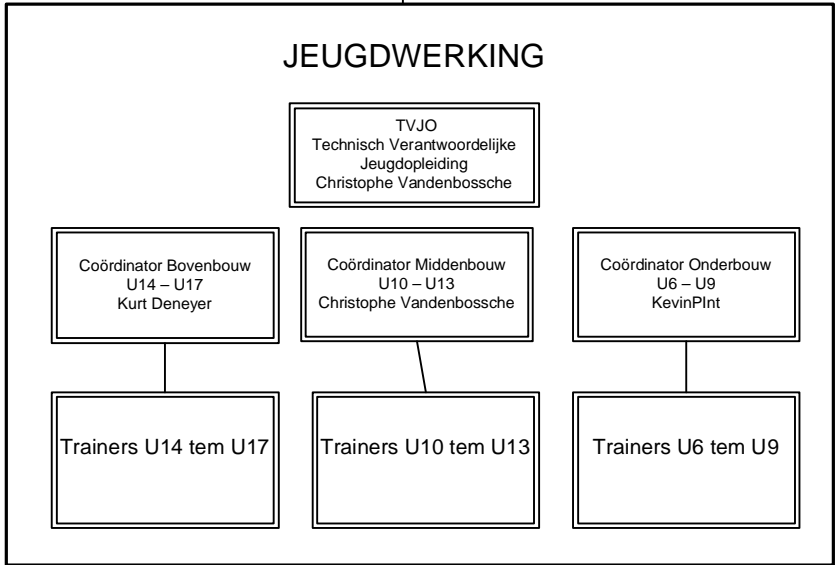 JEUGDWERKING
TVJO
Technisch Verantwoordelijke
Jeugdopleiding
Christophe Vandenbossche
Coördinator Bovenbouw
U14 – U17
Kurt Deneyer
Coördinator Middenbouw
U10 – U13
Christophe Vandenbossche
Coördinator Onderbouw
U6 – U9
KevinPInt
Trainers U14 tem U17
Trainers U10 tem U13
Trainers U6 tem U9